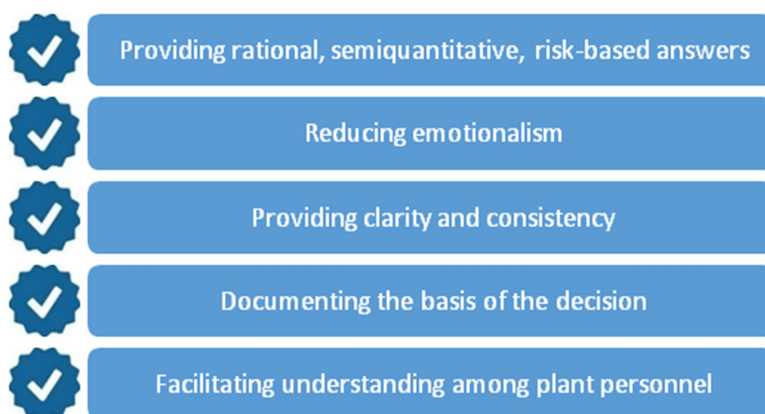 Providing rational, semiquantitative, risk-based answers
Reducing emotionalism
Providing clarity and consistency
Documenting the basis of the decision
Facilitating understanding among plant personnel